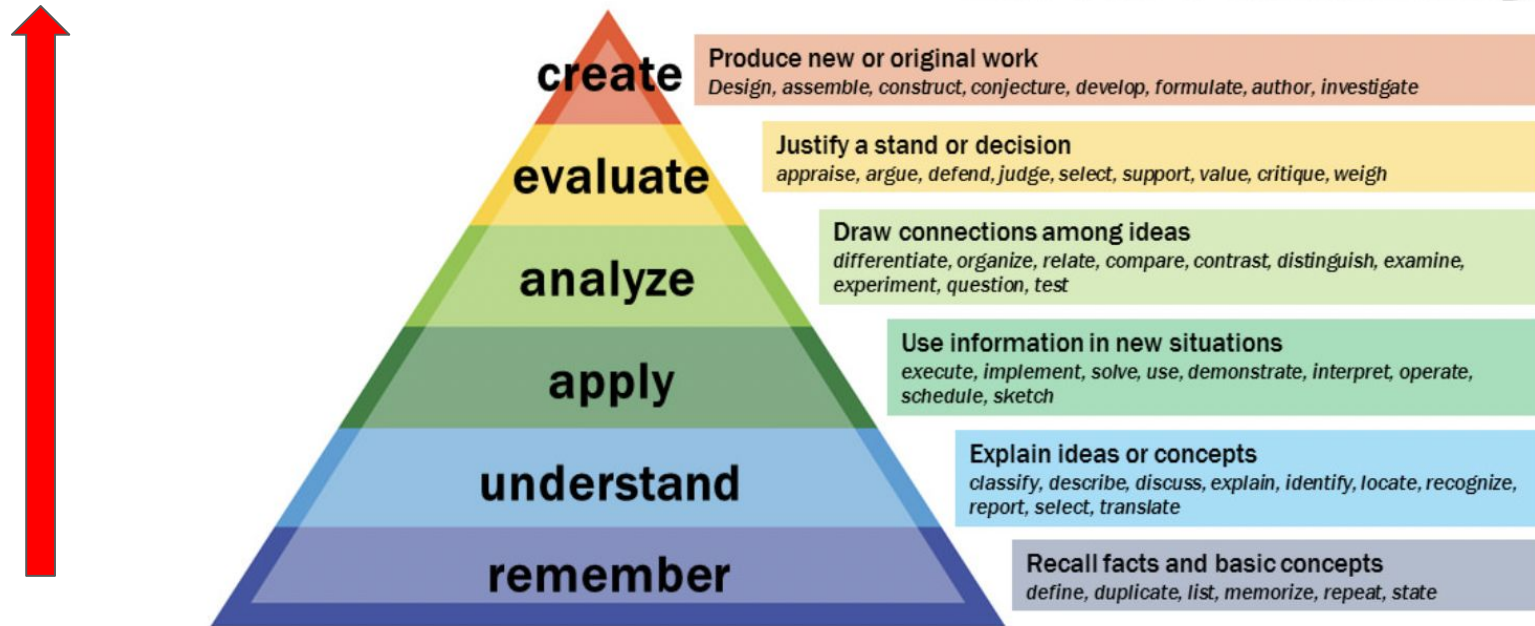 create
Produce new or original work
Design, assemble, construct, conjecture, develop, formulate, author, investigate
evaluate
Justify a stand or decision
appraise, argue, defend, judge, select, support, value, critique, weigh
analyze
Draw connections among ideas
differentiate, organize, relate, compare, contrast, distinguish, examine,
experiment, question, test
apply
Use information in new situations
execute, implement, solve, use, demonstrate, interpret, operate,
schedule, sketch
understand
Explain ideas or concepts
classify, describe, discuss, explain, identify, locate, recognize,
report, select, translate
remember
Recall facts and basic concepts
define, duplicate, list, memorize, repeat, state